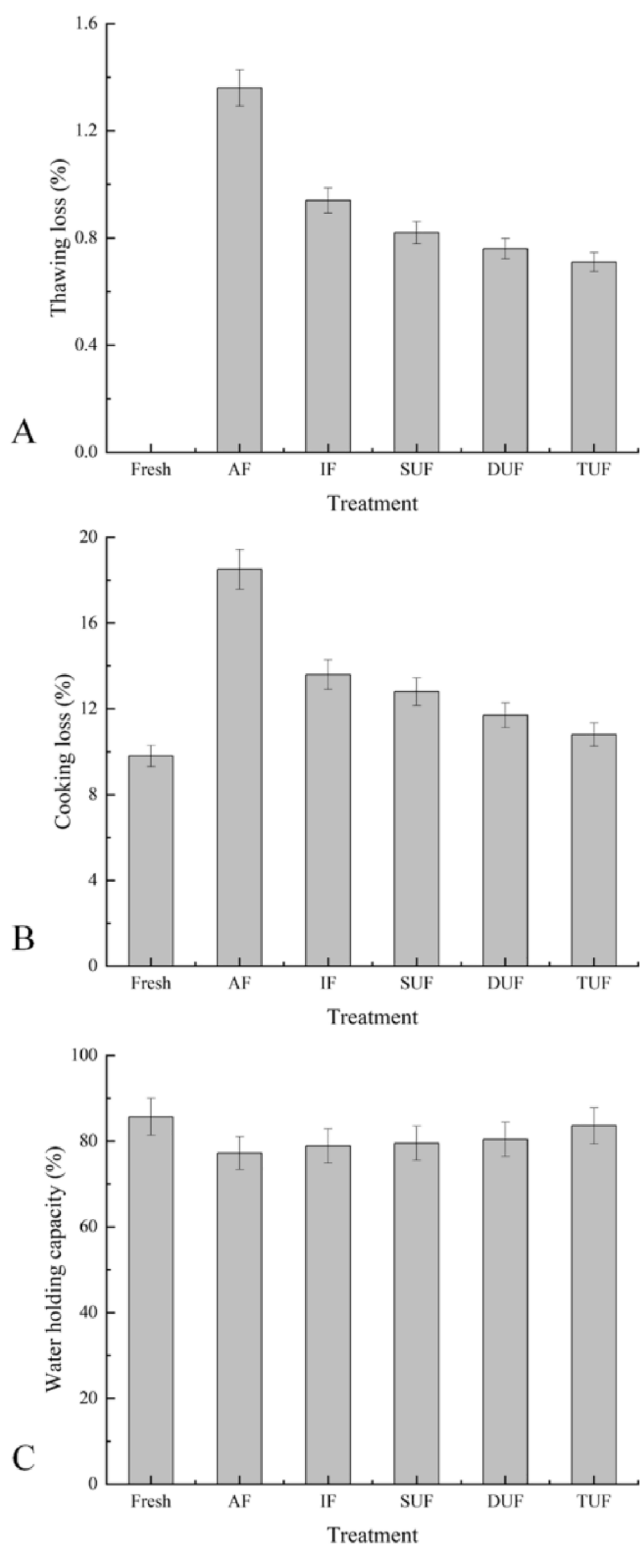 1.6
1.2
0.8
0.4
0.0
Thawing loss (%)
A
Fresh AF IF SUF DUF TUF
Treatment
20
16
12
8
4
0
Cooking loss (%)
B
Fresh AF IF SUF DUF TUF
Treatment
100
80
60
40
20
0
Water holding capacity (%)
C
Fresh AF IF SUF DUF TUF
Treatment